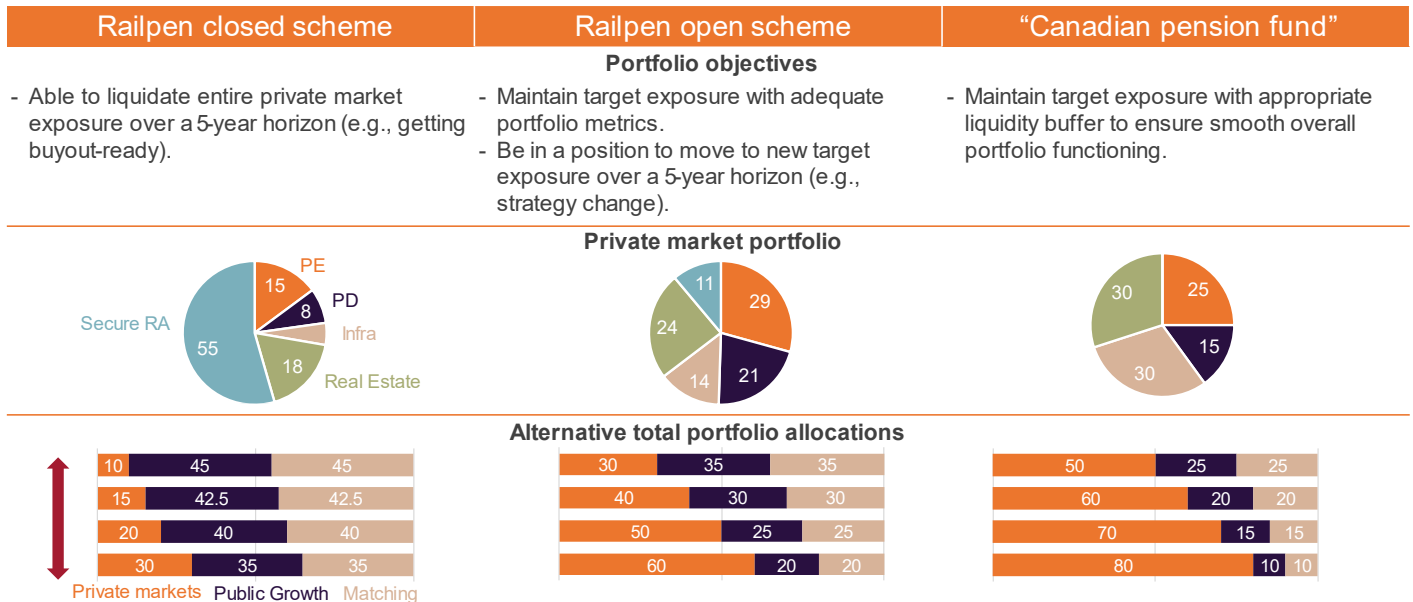 Railpen closed scheme
Railpen open scheme
“Canadian pension fund”
Portfolio objectives
- Able to liquidate entire private market
exposure over a 5-year horizon (e.g., getting
buyout-ready).
- Maintain target exposure with adequate
portfolio metrics.
- Be in a position to move to new target
exposure over a 5-year horizon (e.g.,
strategy change).
- Maintain target exposure with appropriate
liquidity buffer to ensure smooth overall
portfolio functioning.
Private market portfolio
PE
15
PD
8
Infra
Secure RA
55
18
Real Estate
11
29
24
14
21
30
25
15
30
Alternative total portfolio allocations
10 45 45
15 42.5 42.5
20 40 40
30 35 35
Private markets Public Growth Matching
30 35 35
40 30 30
50 25 25
60 20 20
50 25 25
60 20 20
70 15 15
80 10 10